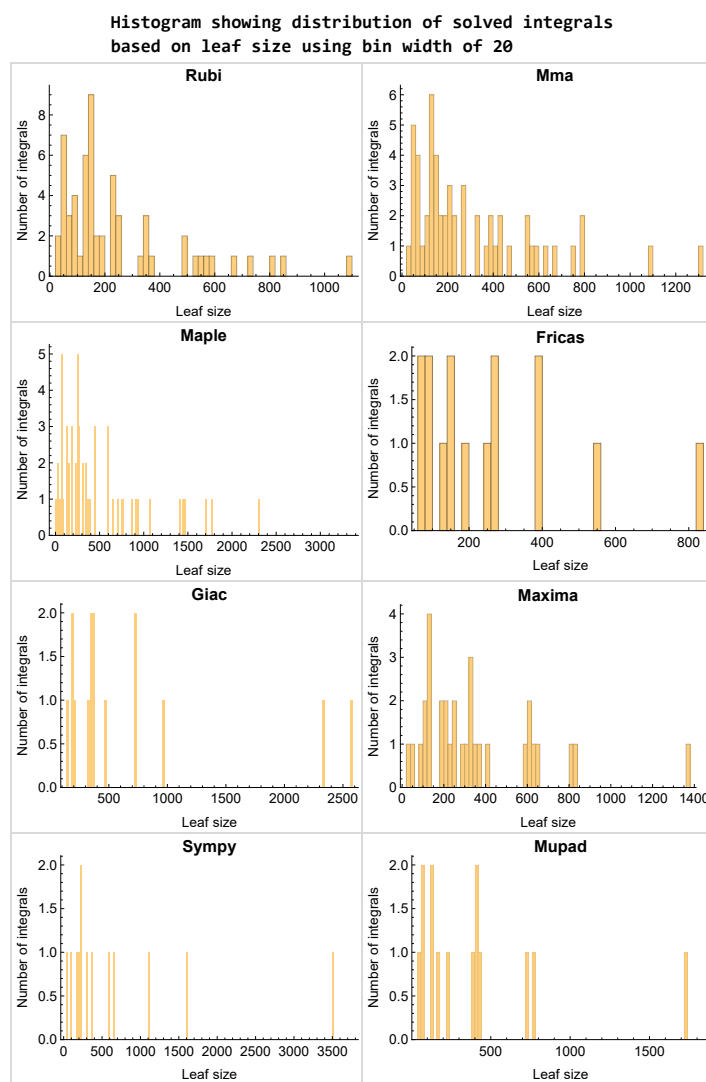 Histogram showing distribution of solved integrals
based on leaf size using bin width of 20
Rubi
Number of integrals
8
6
4
2
0
0 200 400 600 800 1000
Leaf size
Mma
Number of integrals
6
5
4
3
2
1
0
0 200 400 600 800 1000 1200
Leaf size
Maple
Number of integrals
5
4
3
2
1
0
0 500 1000 1500 2000 2500 3000
Leaf size
Fricas
Number of integrals
2.0
1.5
1.0
0.5
0.0
200 400 600 800
Leaf size
Giac
Number of integrals
2.0
1.5
1.0
0.5
0.0
500 1000 1500 2000 2500
Leaf size
Maxima
Number of integrals
4
3
2
1
0
0 200 400 600 800 1000 1200 1400
Leaf size
Sympy
Number of integrals
2.0
1.5
1.0
0.5
0.0
0 500 1000 1500 2000 2500 3000 3500
Leaf size
Mupad
Number of integrals
2.0
1.5
1.0
0.5
0.0
500 1000 1500
Leaf size